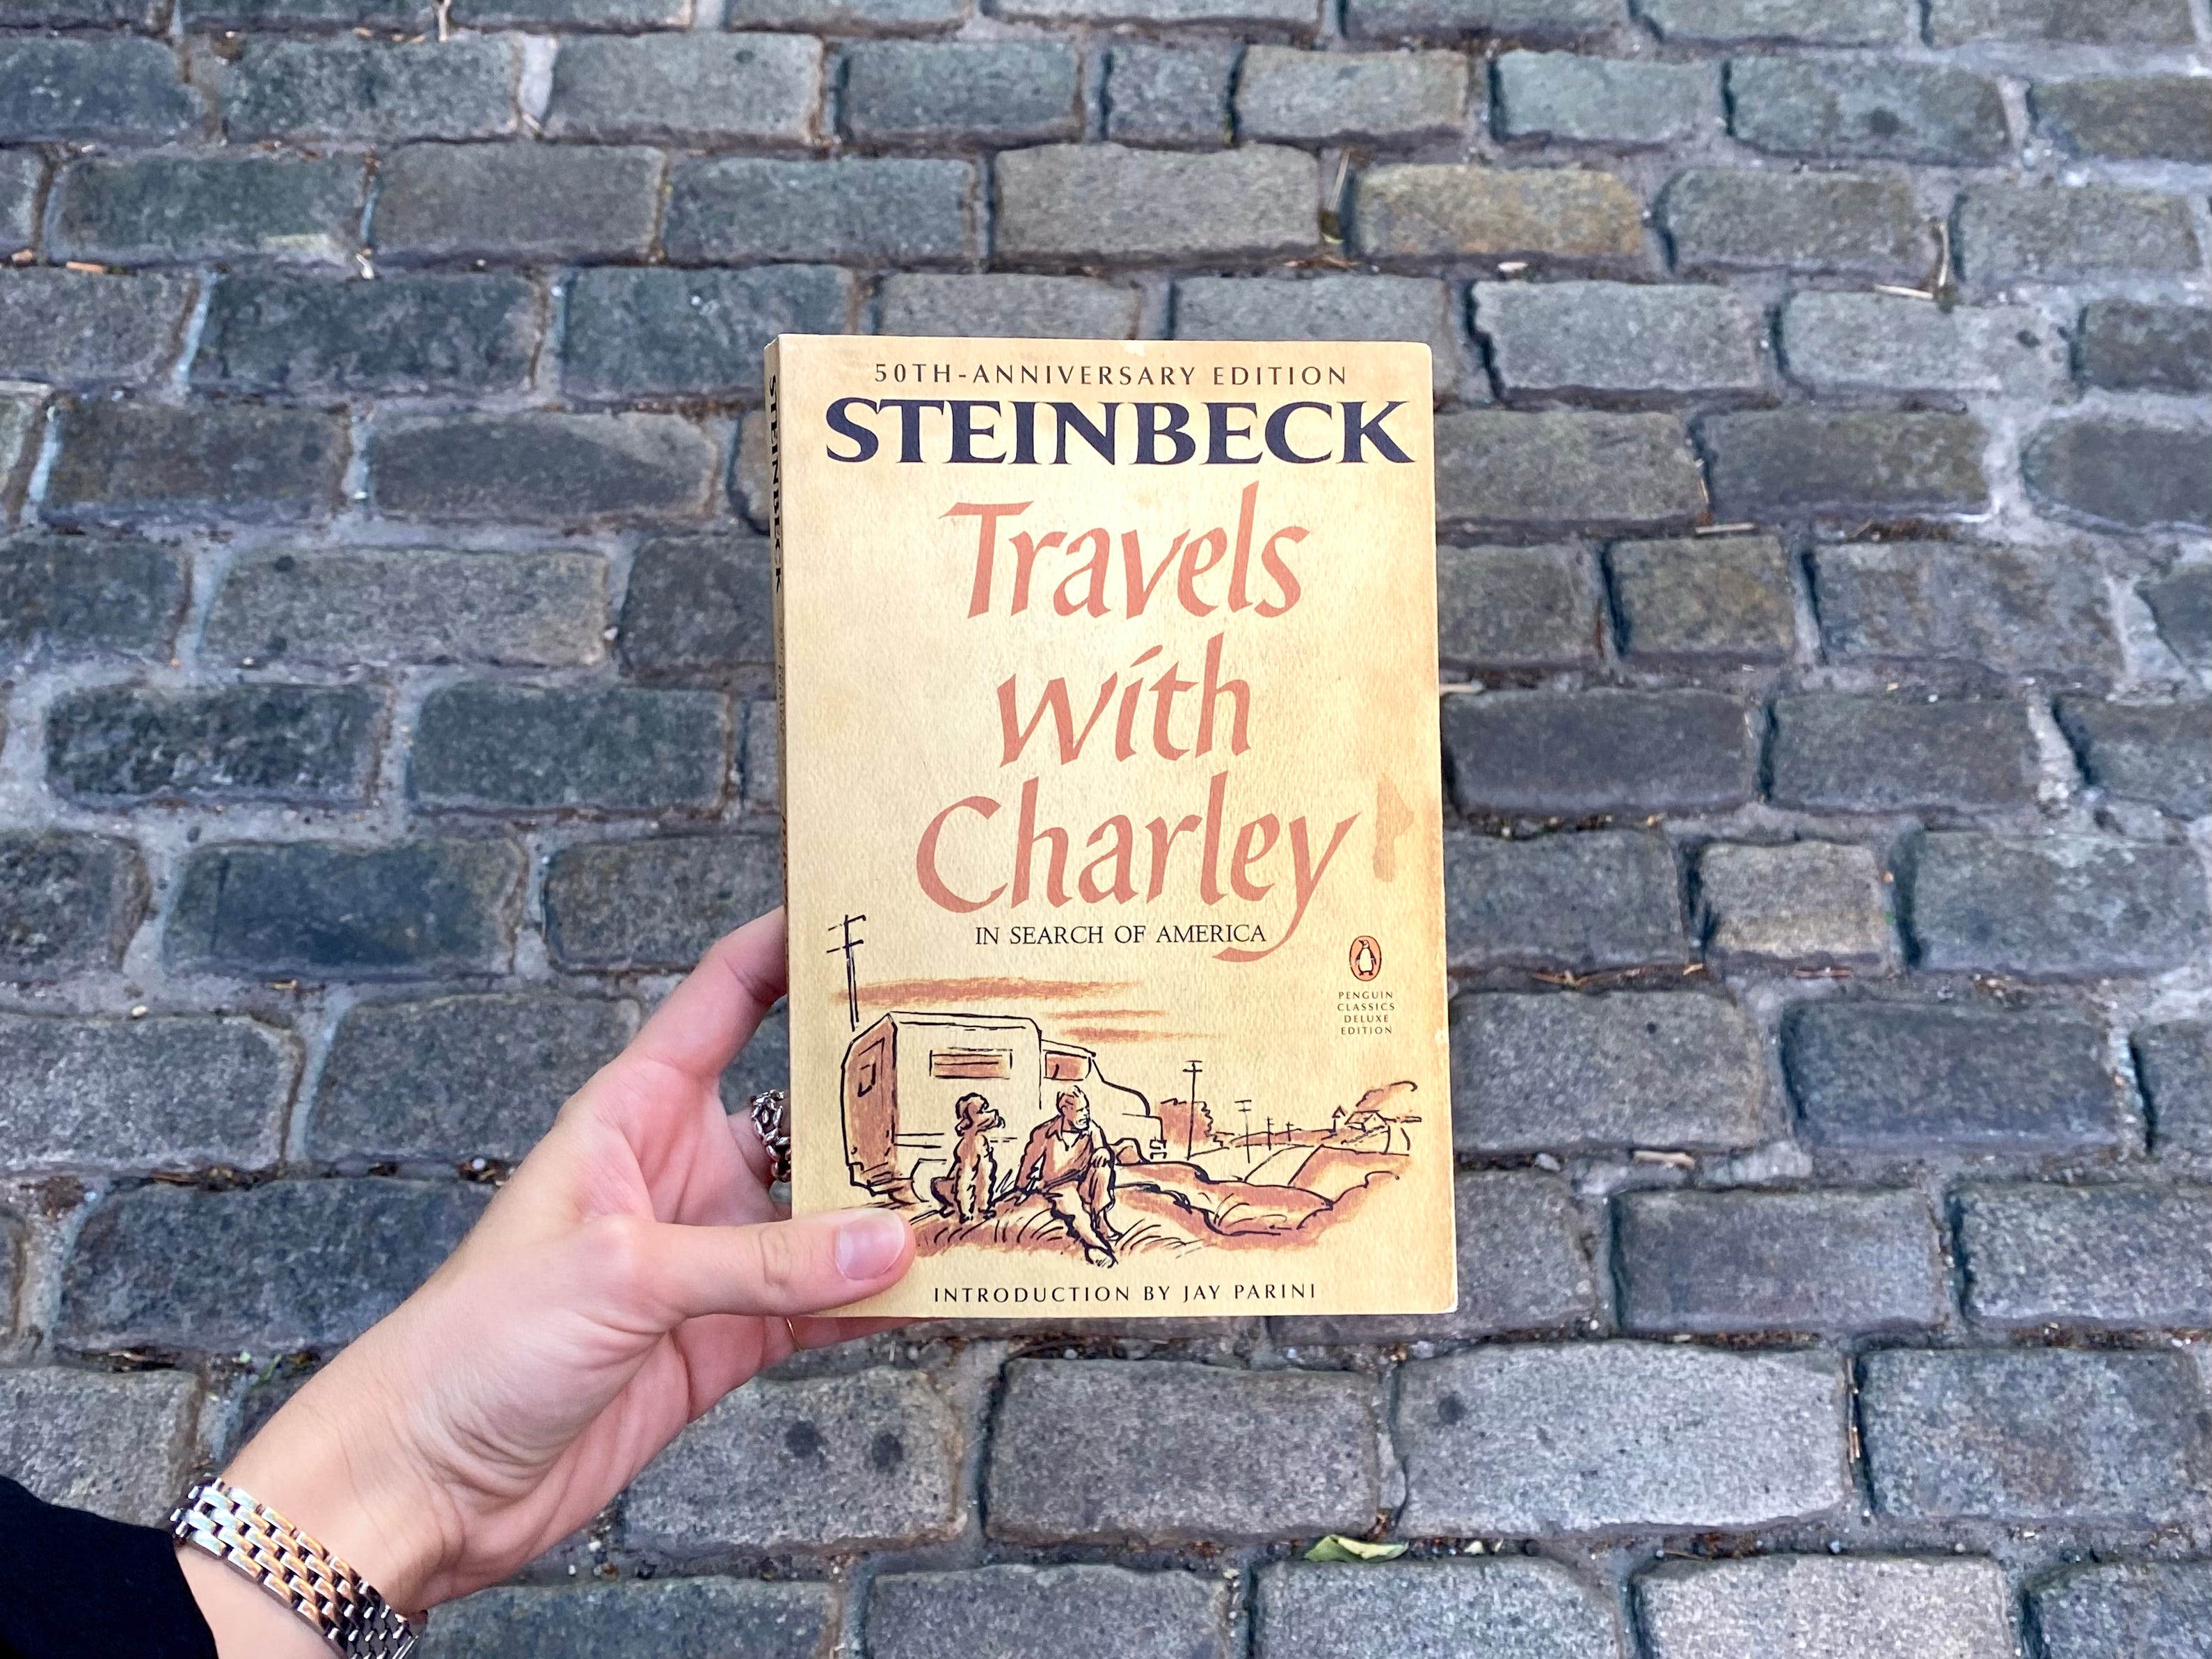 50TH-ANNIVERSARY EDITION
STEINBECK
Travels
with
Charley
IN SEARCH OF AMERICA
PENGUIN
CLASSICS
DELUXE
EDITION
INTRODUCTION BY JAY PARINI
STEINBECK